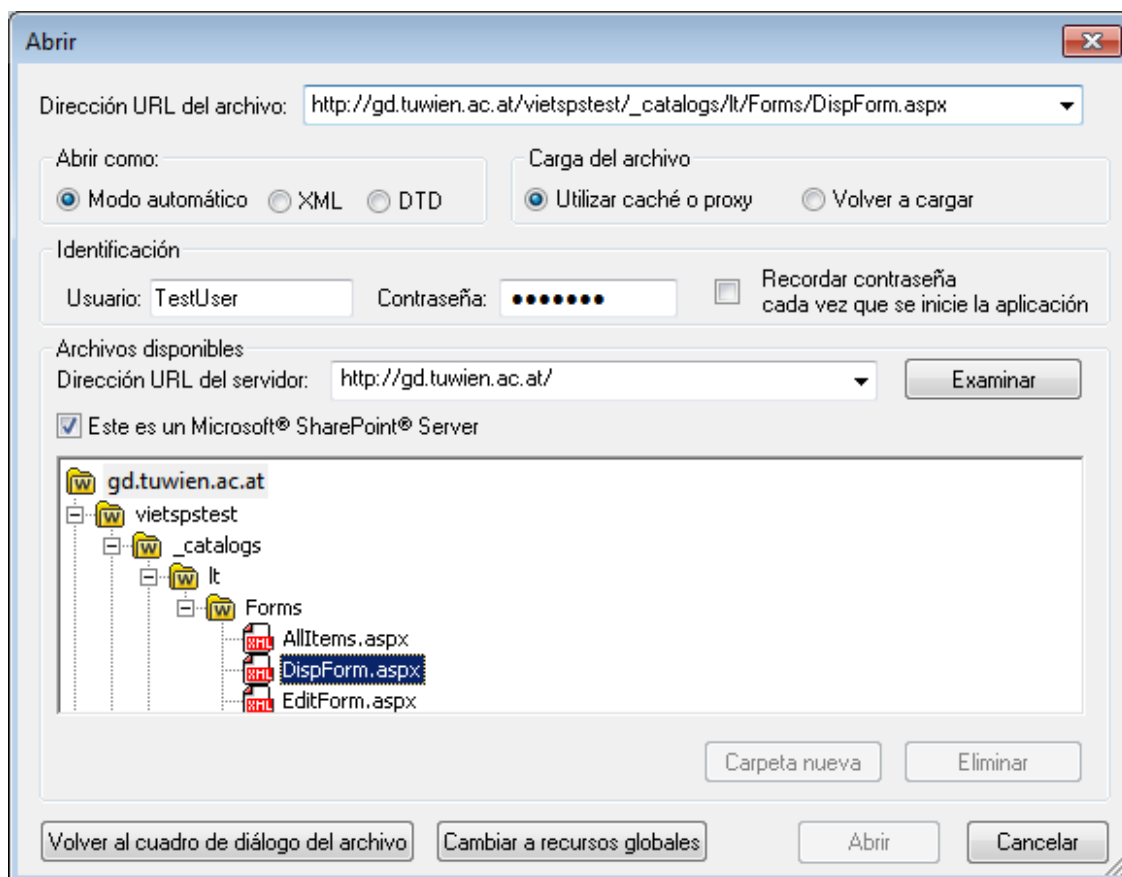 Abrir
Dirección URL del archivo: http://gd.tuwien.ac.at/vietspstest/_catalogs/lt/Forms/DispForm.aspx
Abrir como:
Modo automático XML DTD
Carga del archivo
Utilizar caché o proxy Volver a cargar
Identificación
Usuario: TestUser Contraseña: ●●●●●●●
Recordar contraseña
cada vez que se inicie la aplicación
Archivos disponibles
Dirección URL del servidor: http://gd.tuwien.ac.at/ Examinar
Este es un Microsoft® SharePoint® Server
gd.tuwien.ac.at
vietspstest
_catalogs
lt
Forms
AllItems.aspx
DispForm.aspx
EditForm.aspx
Carpeta nueva Eliminar
Volver al cuadro de diálogo del archivo Cambiar a recursos globales Abrir Cancelar